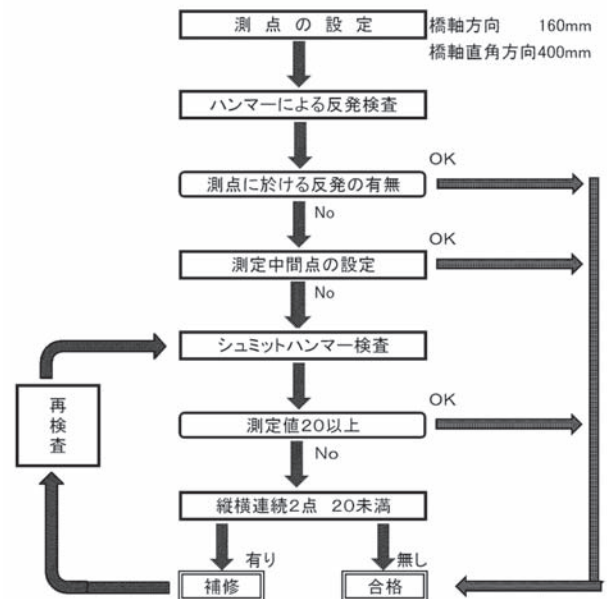 測点の設定
橋軸方向 160mm
橋軸直角方向400mm
ハンマーによる反発検査
OK
測点に於ける反発の有無
No
OK
測定中間点の設定
No
シュミットハンマー検査
再検査
OK
測定値20以上
No
縦横連続2点 20未満
有り
無し
補修
合格